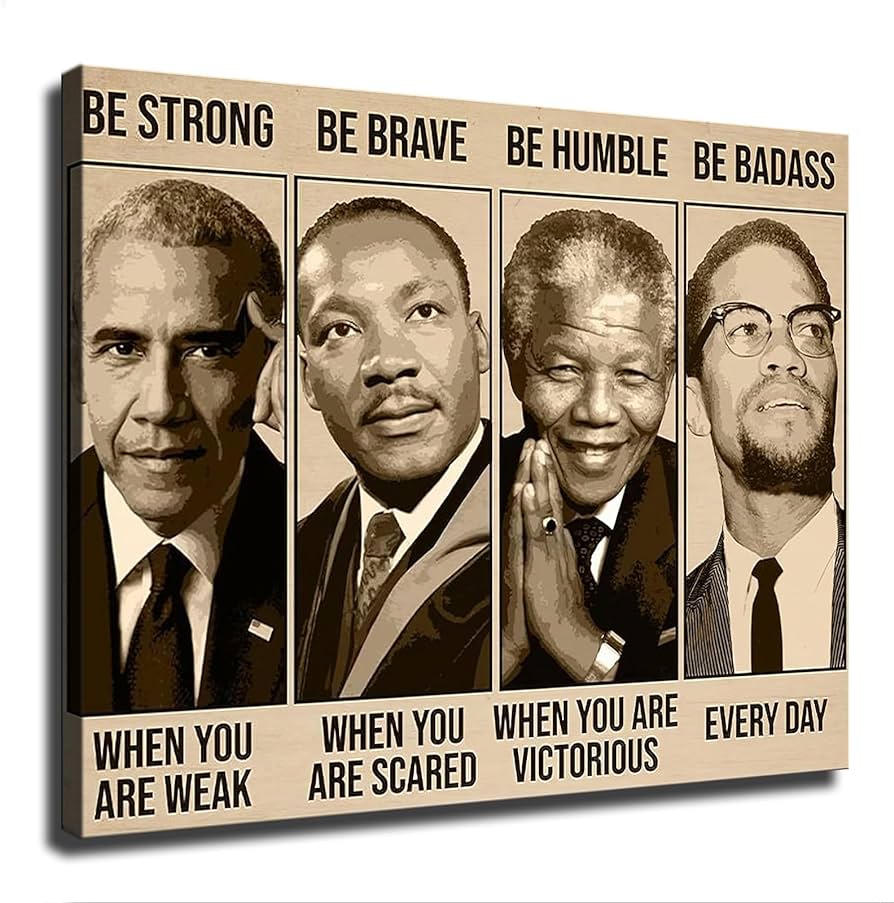 BE STRONG
BE BRAVE
BE HUMBLE
BE BADASS
WHEN YOU
ARE WEAK
WHEN YOU
ARE SCARED
WHEN YOU ARE
VICTORIOUS
EVERY DAY